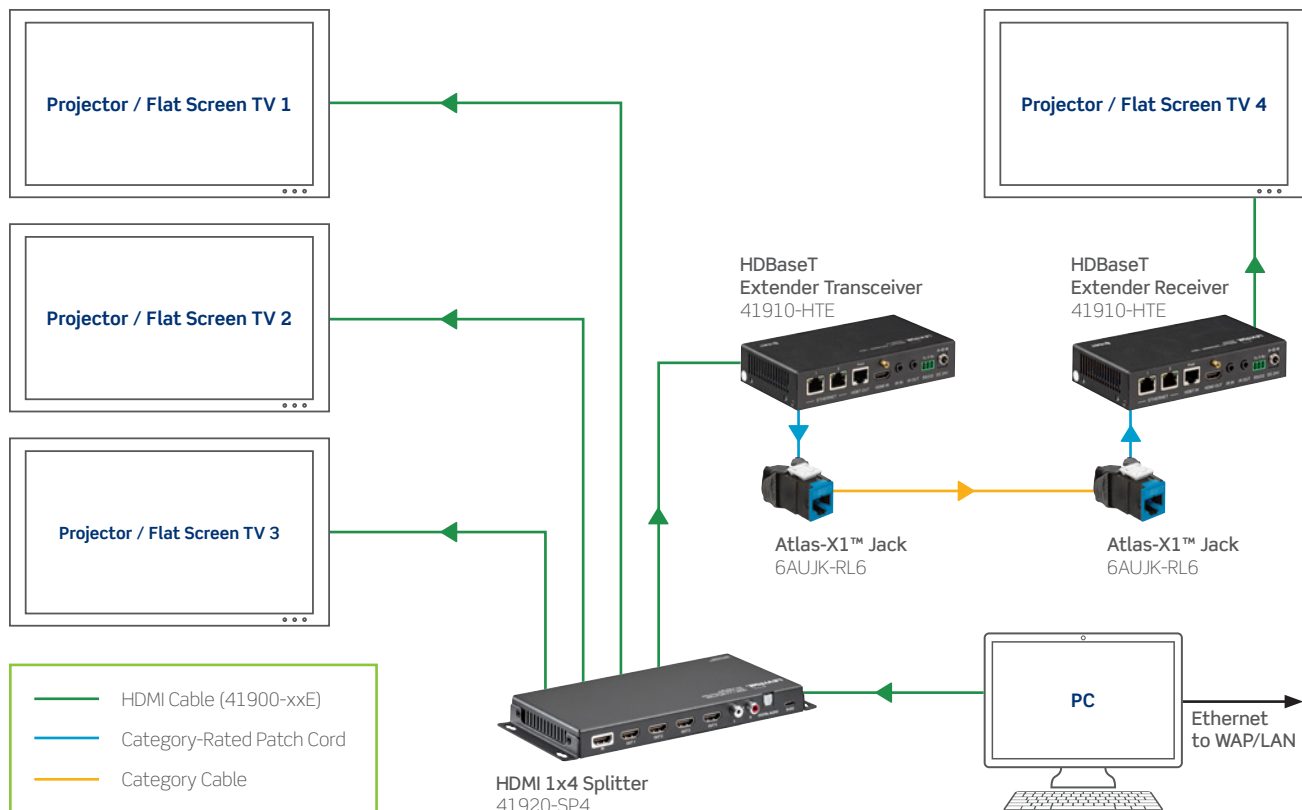 Projector / Flat Screen TV 1
Projector / Flat Screen TV 4
Projector / Flat Screen TV 2
HDBaseT
Extender Transceiver
41910-HTE
HDBaseT
Extender Receiver
41910-HTE
Projector / Flat Screen TV 3
Atlas-X1™ Jack
6AUJK-RL6
Atlas-X1™ Jack
6AUJK-RL6
HDMI Cable (41900-xxE)
Category-Rated Patch Cord
Category Cable
HDMI 1x4 Splitter
41920-SP4
PC
Ethernet
to WAP/LAN